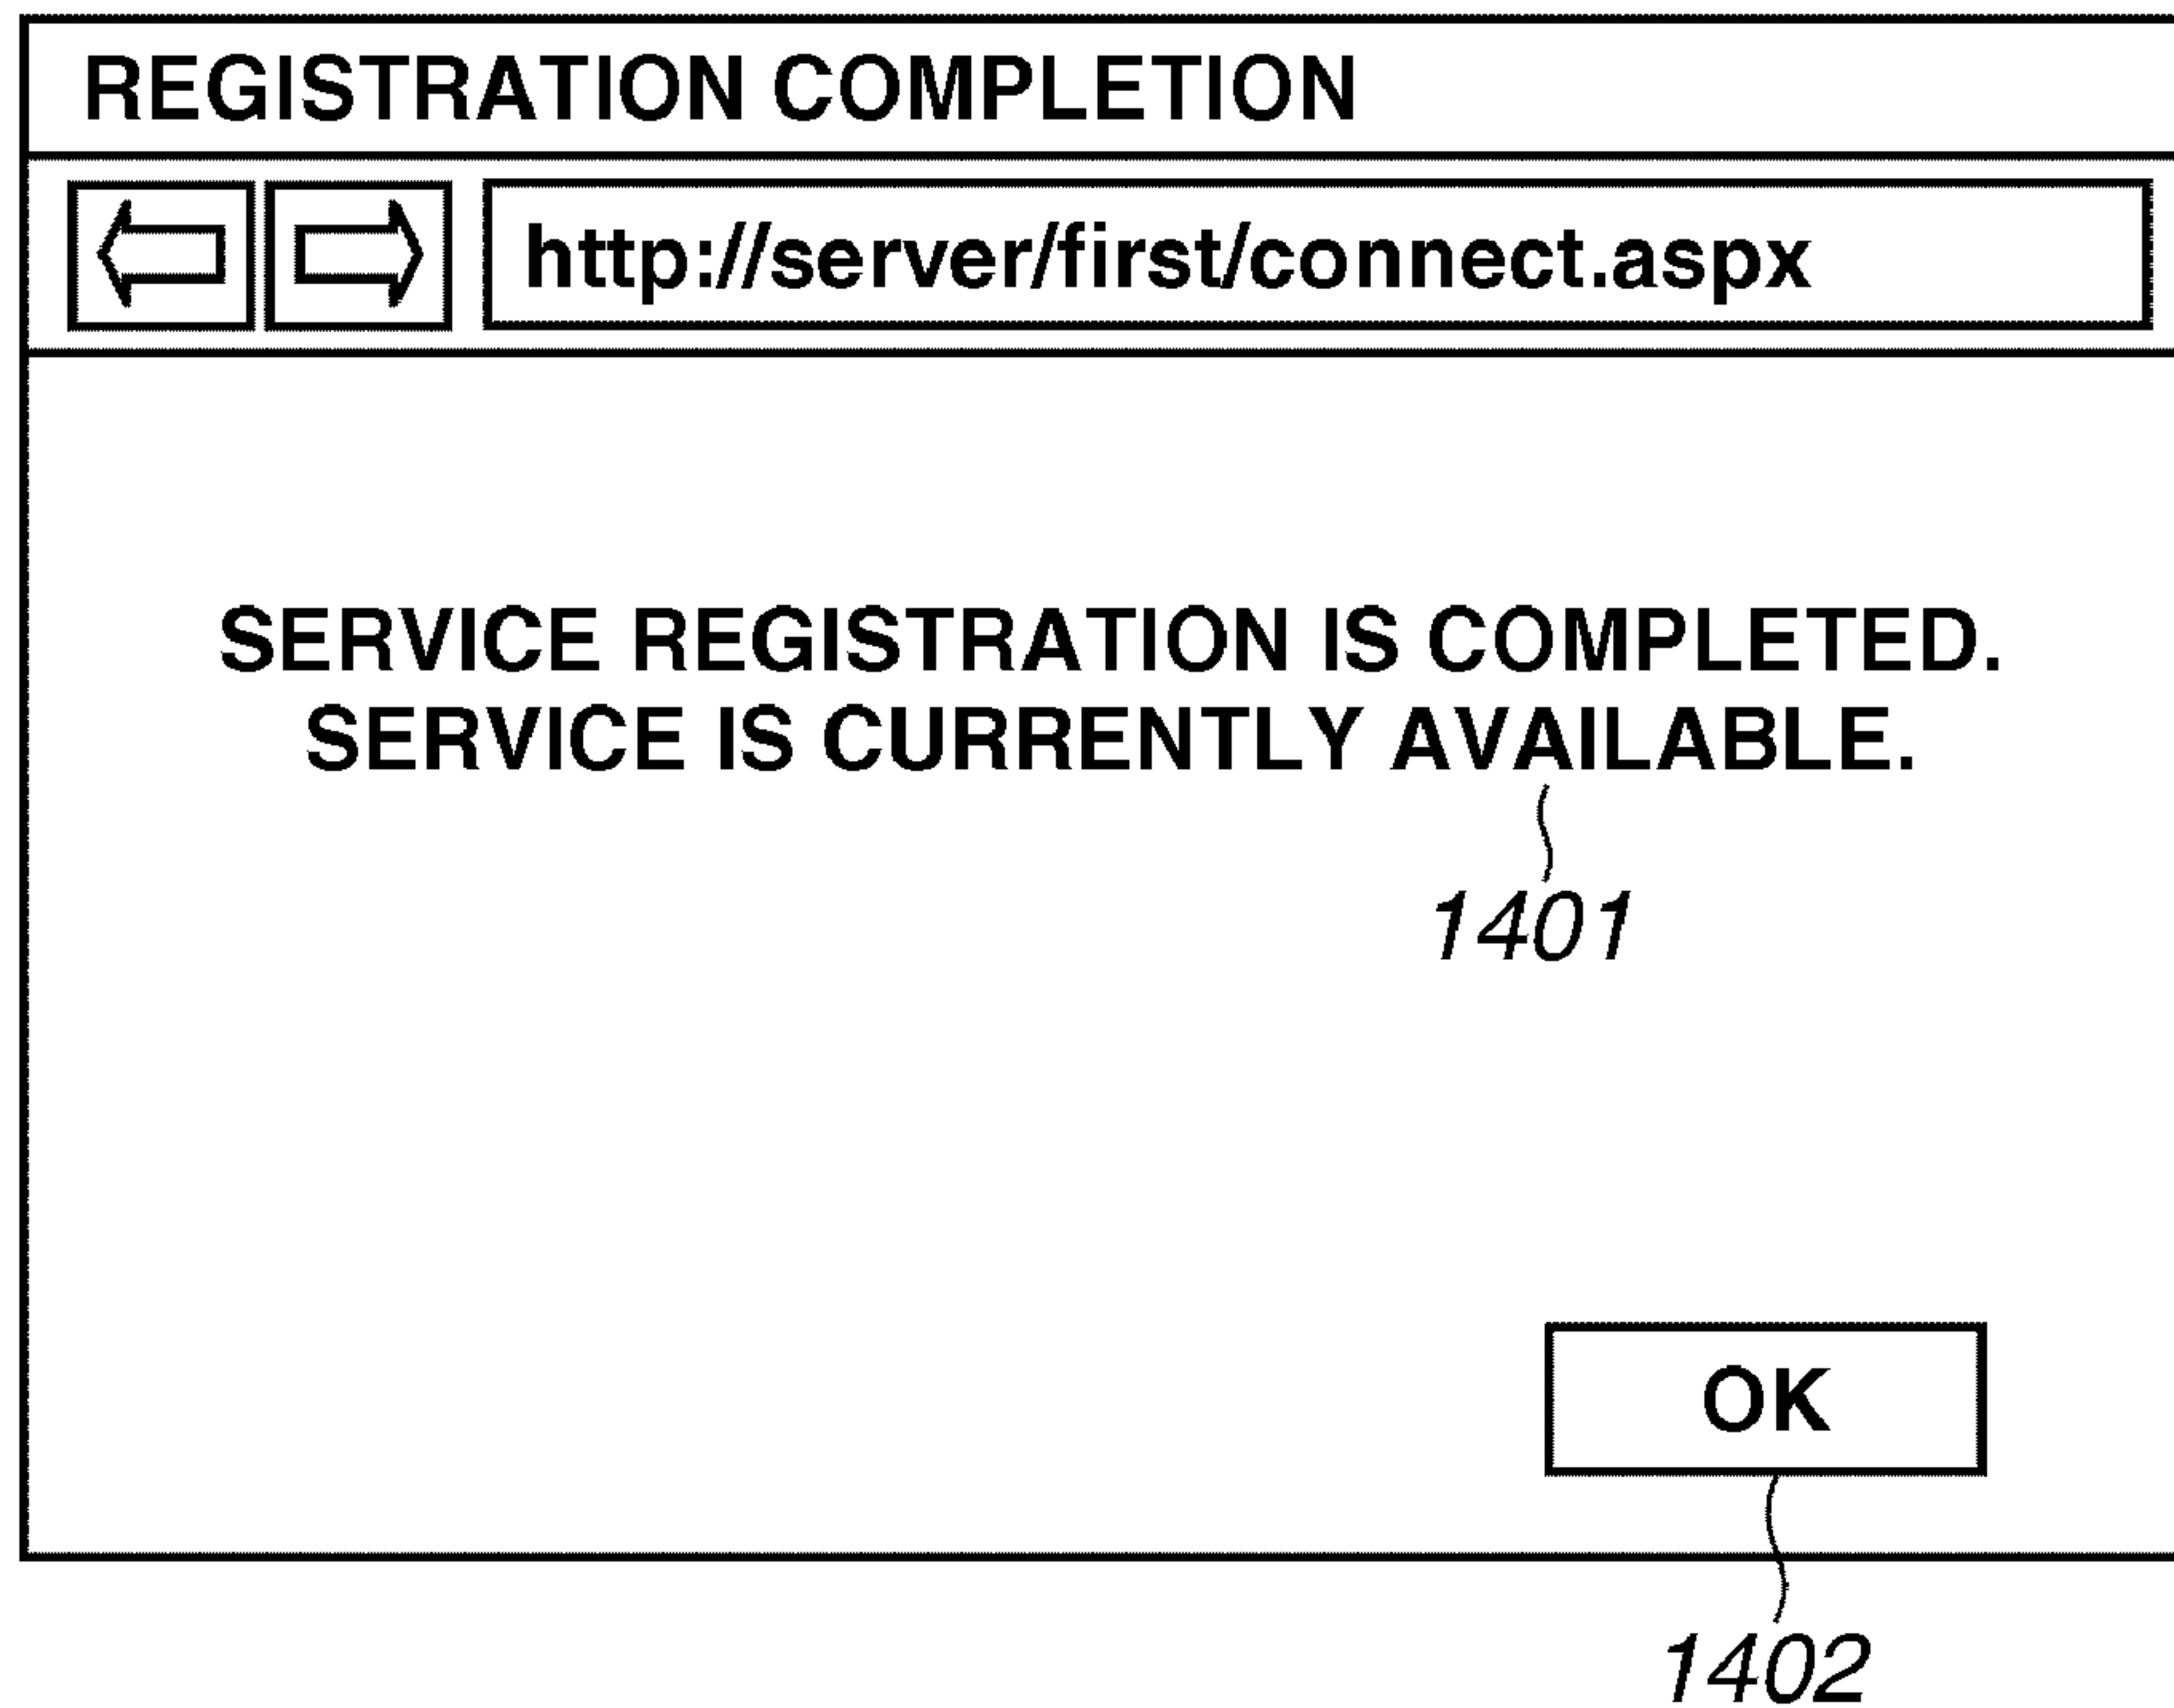 REGISTRATION COMPLETION
http://server/first/connect.aspx
SERVICE REGISTRATION IS COMPLETED.
SERVICE IS CURRENTLY AVAILABLE.
1401
OK
1402